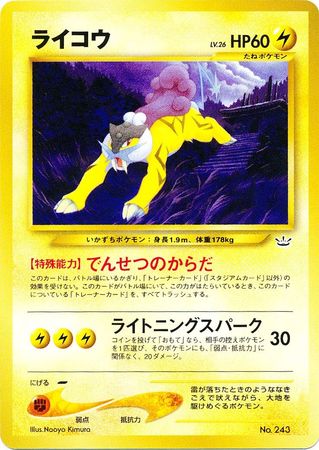 ライコウ
LV.26 HP60
たねポケモン
いかずちポケモン：身長1.9m、体重178kg
【特殊能力】でんせつのからだ
このカードは、バトル場にいるかぎり、「トレーナーカード」（「スタジアムカード」以外）の
効果を受けない。このカードがバトル場にいて、この力がはたらいているとき、このカードに
ついている「トレーナーカード」を、すべてトラッシュする。
ライトニングスパーク 30
コインを投げて「おもて」なら、相手の控えポケモン
を1匹選び、そのポケモンにも、「弱点・抵抗力」に
関係なく、20ダメージ。
にげる
弱点 抵抗力
雷が落ちたときのようななき
ごえで吠えながら、大地を
駆けめぐるポケモン。
Illus.Naoyo Kimura
No. 243